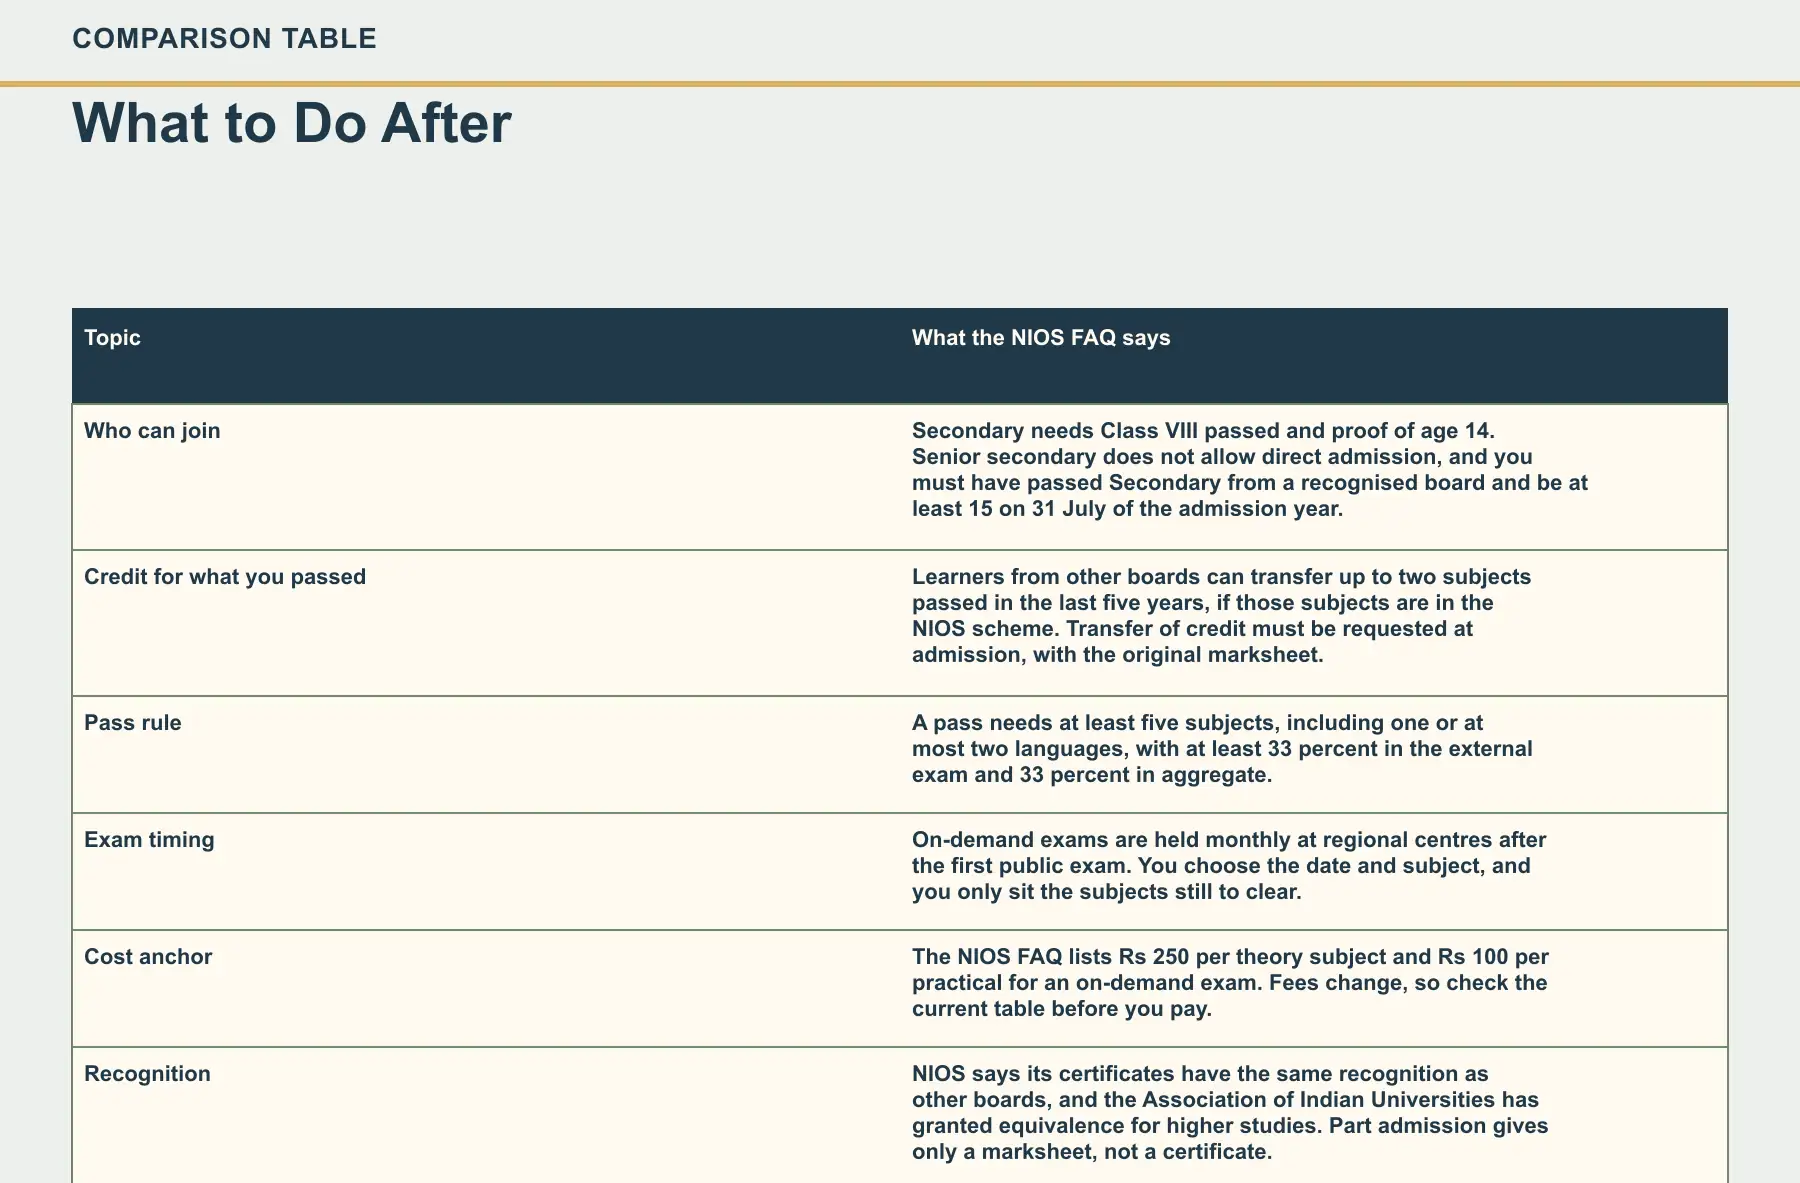 COMPARISON TABLE
What to Do After
Topic
What the NIOS FAQ says
Who can join
Secondary needs Class VIII passed and proof of age 14.
Senior secondary does not allow direct admission, and you
must have passed Secondary from a recognised board and be at
least 15 on 31 July of the admission year.
Credit for what you passed
Learners from other boards can transfer up to two subjects
passed in the last five years, if those subjects are in the
NIOS scheme. Transfer of credit must be requested at
admission, with the original marksheet.
Pass rule
A pass needs at least five subjects, including one or at
most two languages, with at least 33 percent in the external
exam and 33 percent in aggregate.
Exam timing
On-demand exams are held monthly at regional centres after
the first public exam. You choose the date and subject, and
you only sit the subjects still to clear.
Cost anchor
The NIOS FAQ lists Rs 250 per theory subject and Rs 100 per
practical for an on-demand exam. Fees change, so check the
current table before you pay.
Recognition
NIOS says its certificates have the same recognition as
other boards, and the Association of Indian Universities has
granted equivalence for higher studies. Part admission gives
only a marksheet, not a certificate.